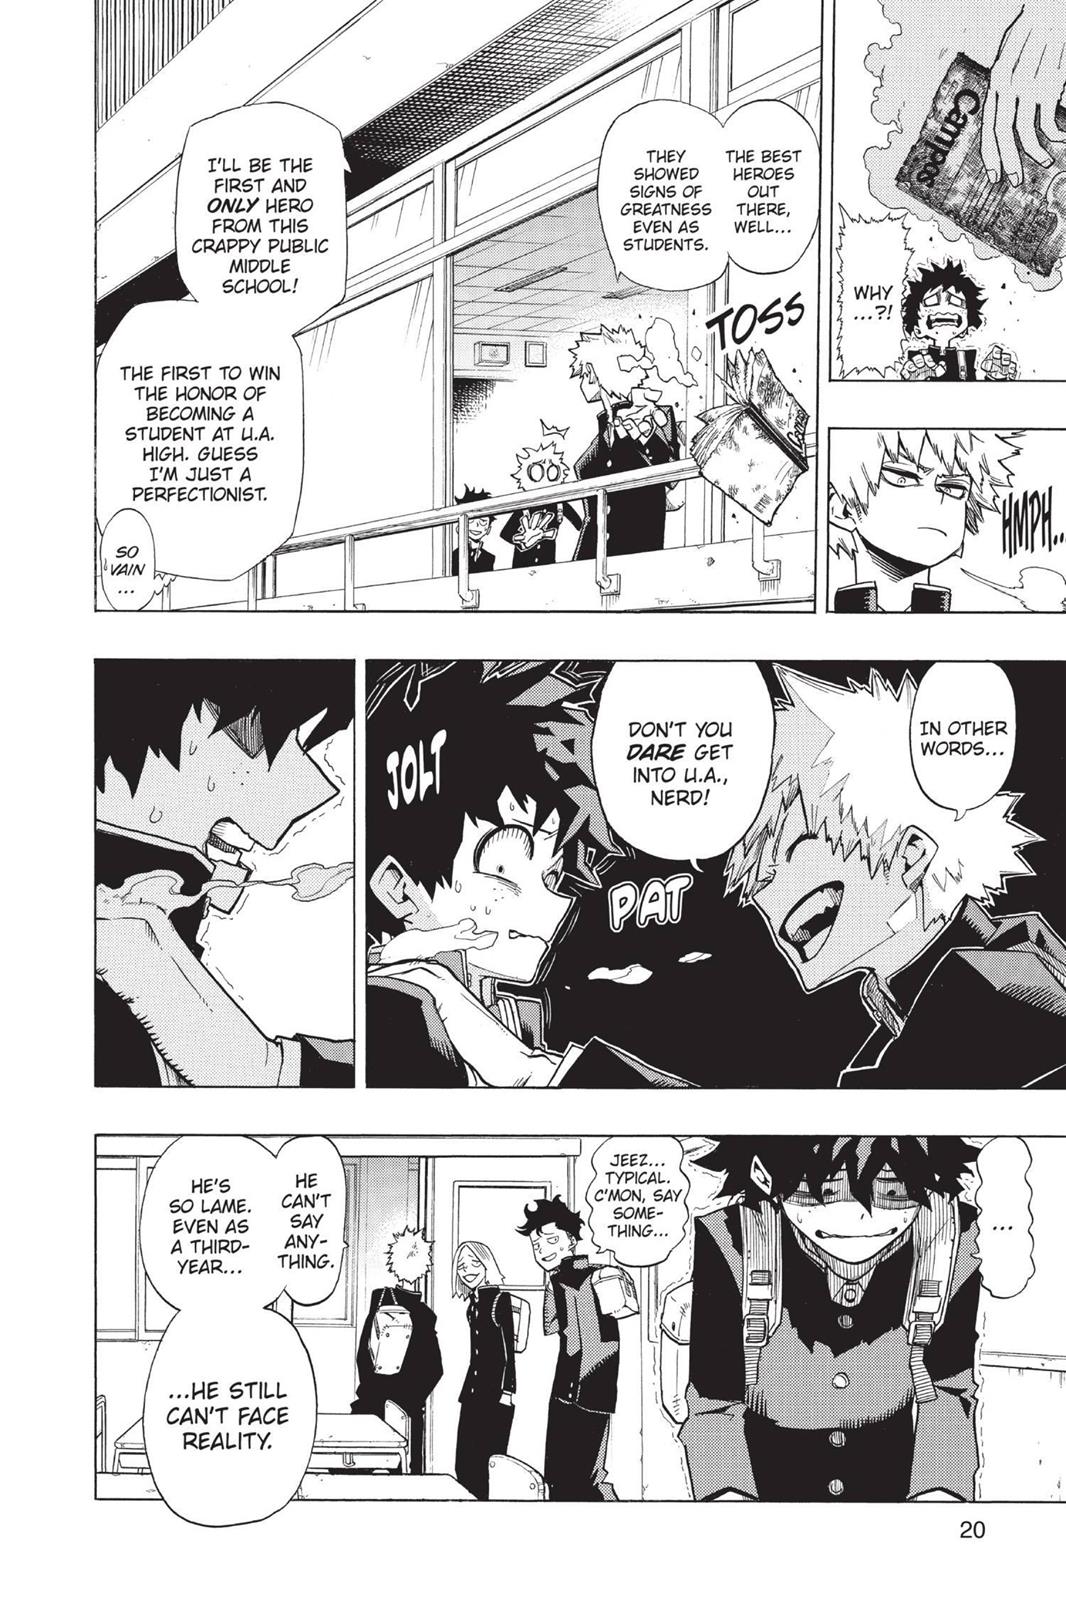 Campas
WHY
...?!
HMPH...
THE BEST
HEROES
OUT
THERE,
WELL...
THEY
SHOWED
SIGNS OF
GREATNESS
EVEN AS
STUDENTS.
TOSS
I'LL BE THE
FIRST AND
ONLY HERO
FROM THIS
CRAPPY PUBLIC
MIDDLE
SCHOOL!
THE FIRST TO WIN
THE HONOR OF
BECOMING A
STUDENT AT U.A.
HIGH. GUESS
I'M JUST A
PERFECTIONIST.
SO
VAIN
...
IN OTHER
WORDS...
DON'T YOU
DARE GET
INTO U.A.,
NERD!
PAT
JOLT
...
JEEZ...
TYPICAL.
C'MON, SAY
SOME-
THING...
HE
CAN'T
SAY
ANY-
THING.
HE'S
SO LAME.
EVEN AS
A THIRD-
YEAR...
...HE STILL
CAN'T FACE
REALITY.
20